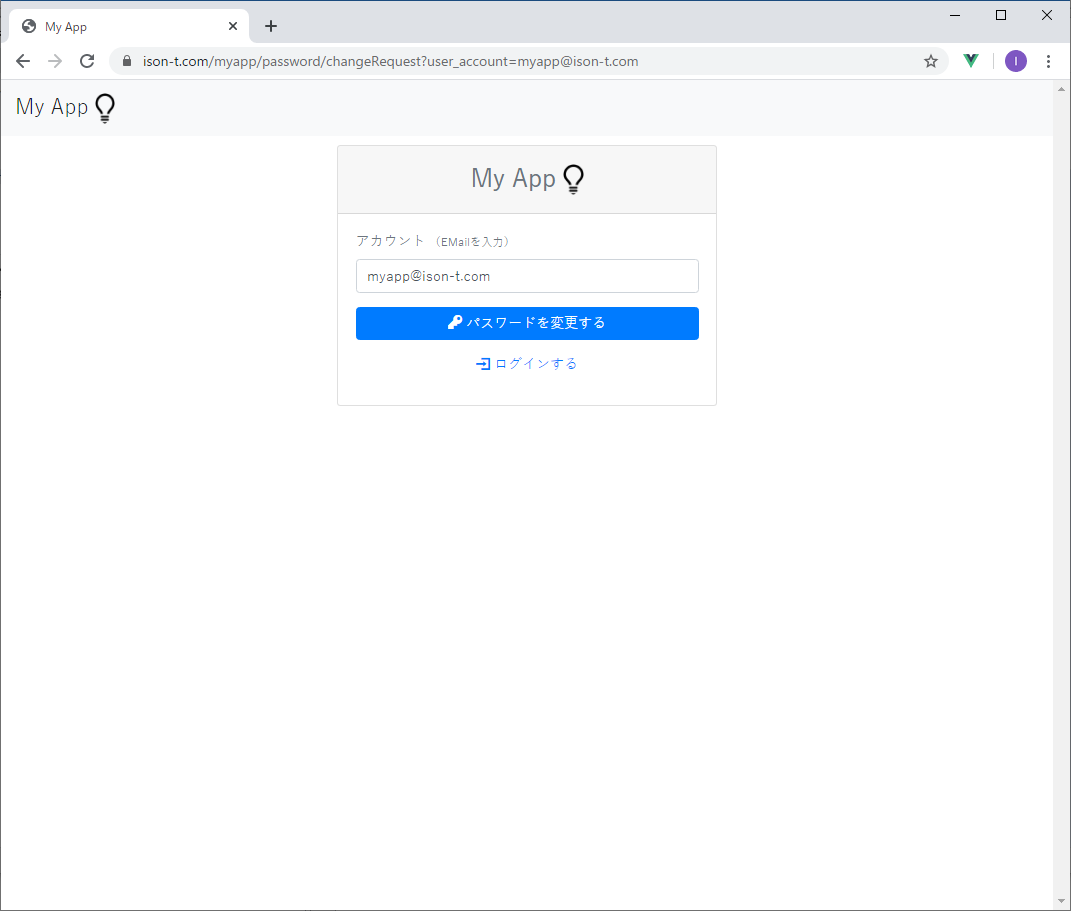 My App
ison-t.com/myapp/password/changeRequest?user_account=myapp@ison-t.com
I
My App
My App
アカウント (EMailを入力)
myapp@ison-t.com
パスワードを変更する
ログインする